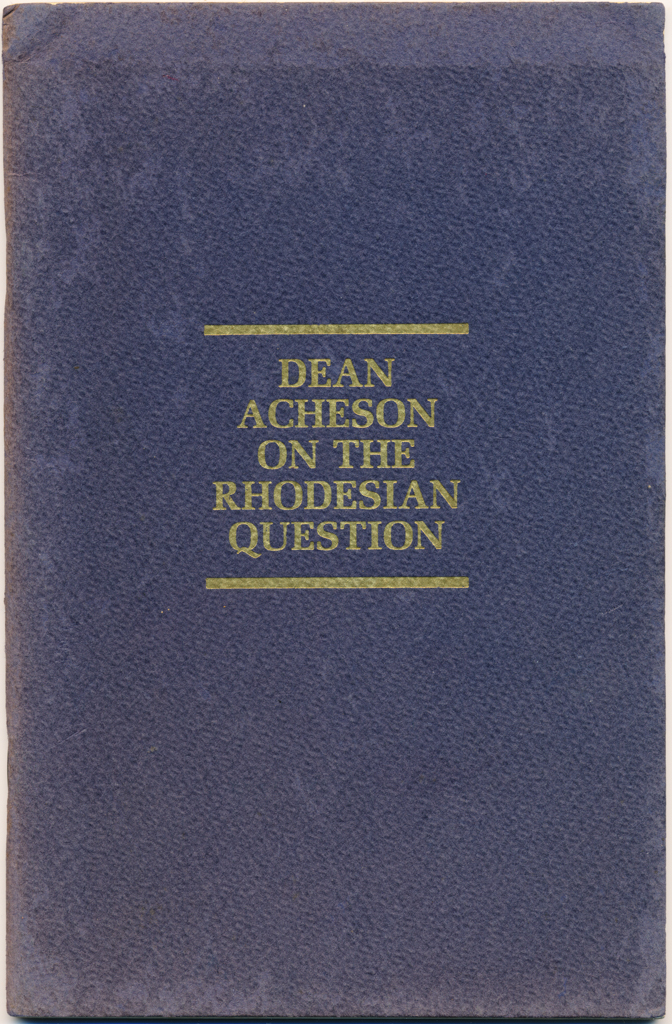 DEAN
ACHESON
ON THE
RHODESIAN
QUESTION